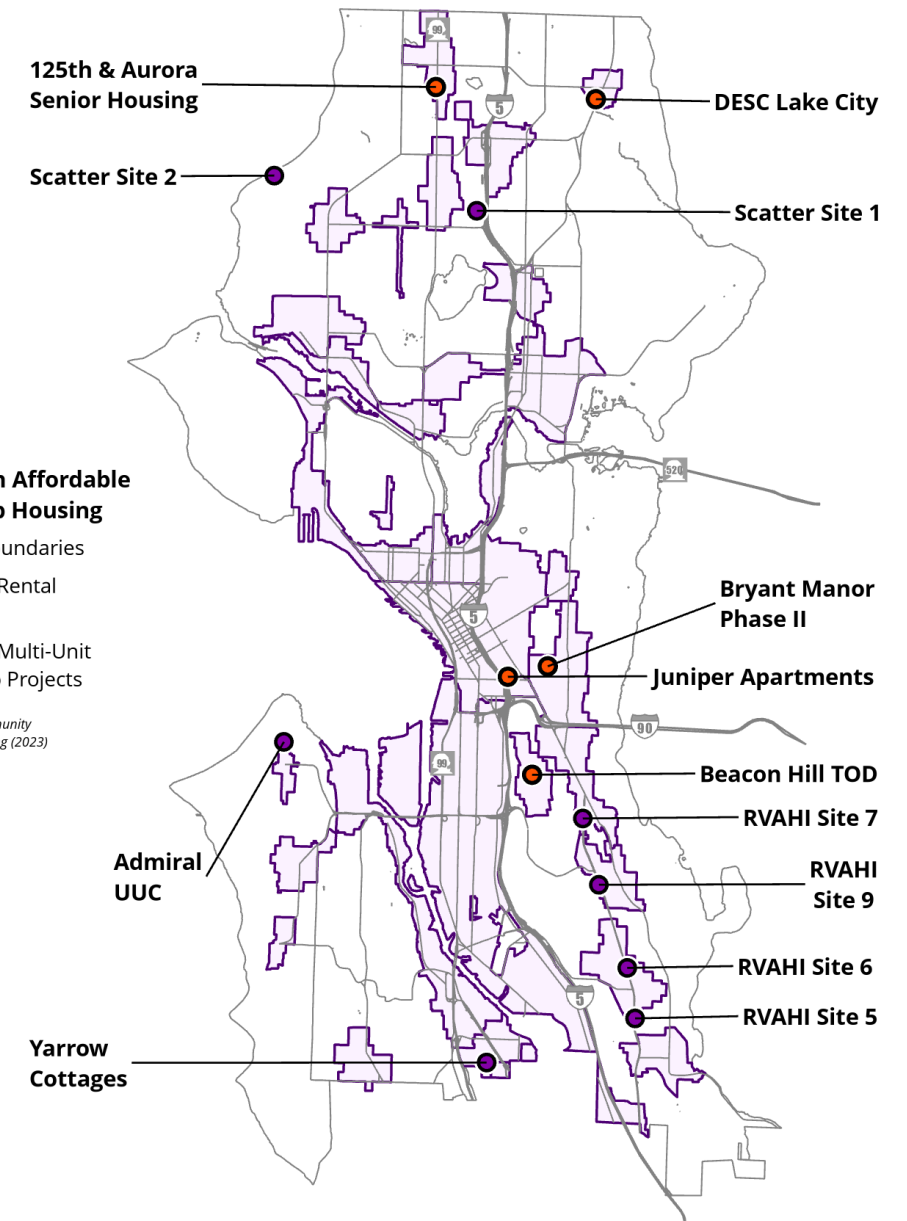 99
125th & Aurora
Senior Housing
5
DESC Lake City
Scatter Site 2
Scatter Site 1
520
Affordable
Housing
Rental
Bryant Manor
Phase II
5
Multi-Unit
Projects
Juniper Apartments
(2023)
90
99
Beacon Hill TOD
RVAHI Site 7
Admiral
UUC
RVAHI
Site 9
RVAHI Site 6
5
RVAHI Site 5
Yarrow
Cottages